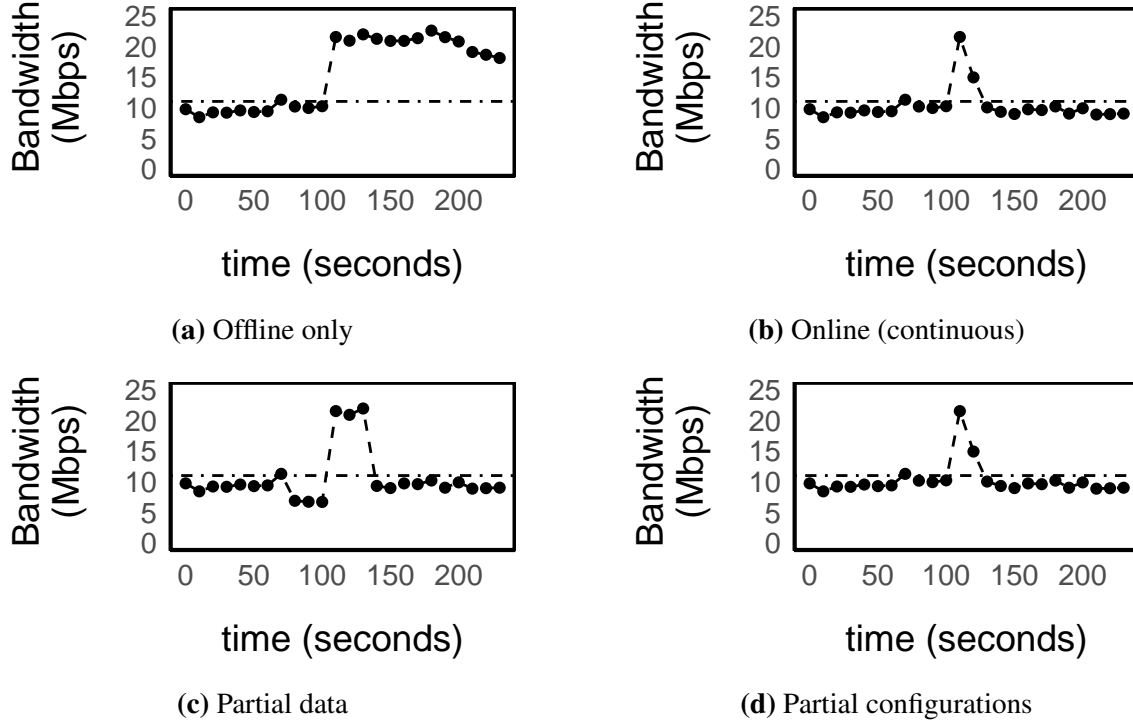 Bandwidth
(Mbps)
25
20
15
10
5
0
0 50 100 150 200
time (seconds)
(a) Offline only
Bandwidth
(Mbps)
25
20
15
10
5
0
0 50 100 150 200
time (seconds)
(b) Online (continuous)
Bandwidth
(Mbps)
25
20
15
10
5
0
0 50 100 150 200
time (seconds)
(c) Partial data
Bandwidth
(Mbps)
25
20
15
10
5
0
0 50 100 150 200
time (seconds)
(d) Partial configurations